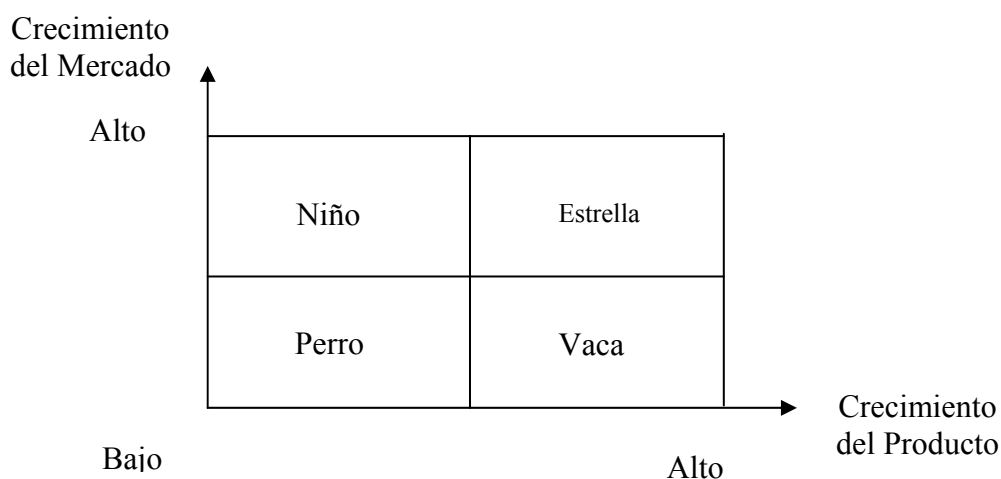 Crecimiento
del Mercado
Alto
Niño
Estrella
Perro
Vaca
Crecimiento
del Producto
Bajo
Alto